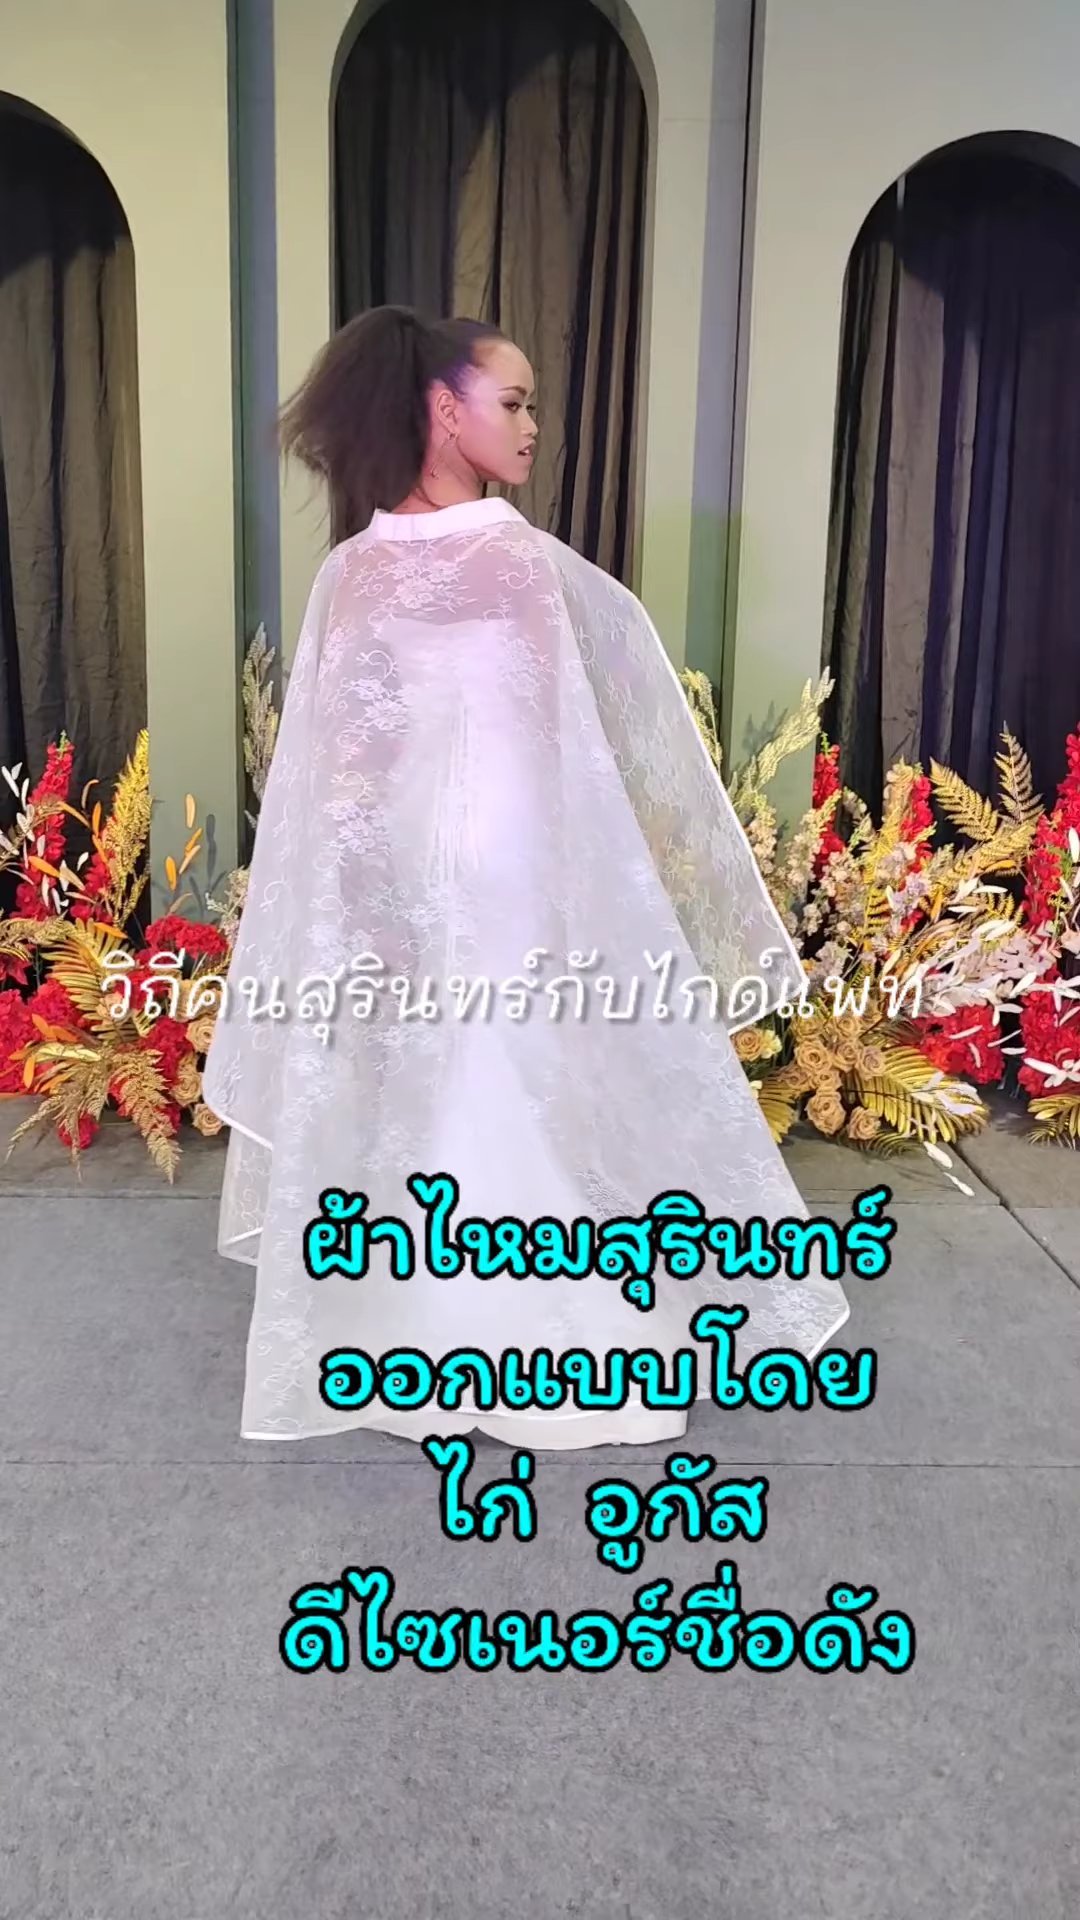 วิถีคนสุรินทร์กับไกด์แพท
ผ้าไหมสุรินทร์
ออกแบบโดย
ไก่ อูกัส
ดีไซเนอร์ชื่อดัง